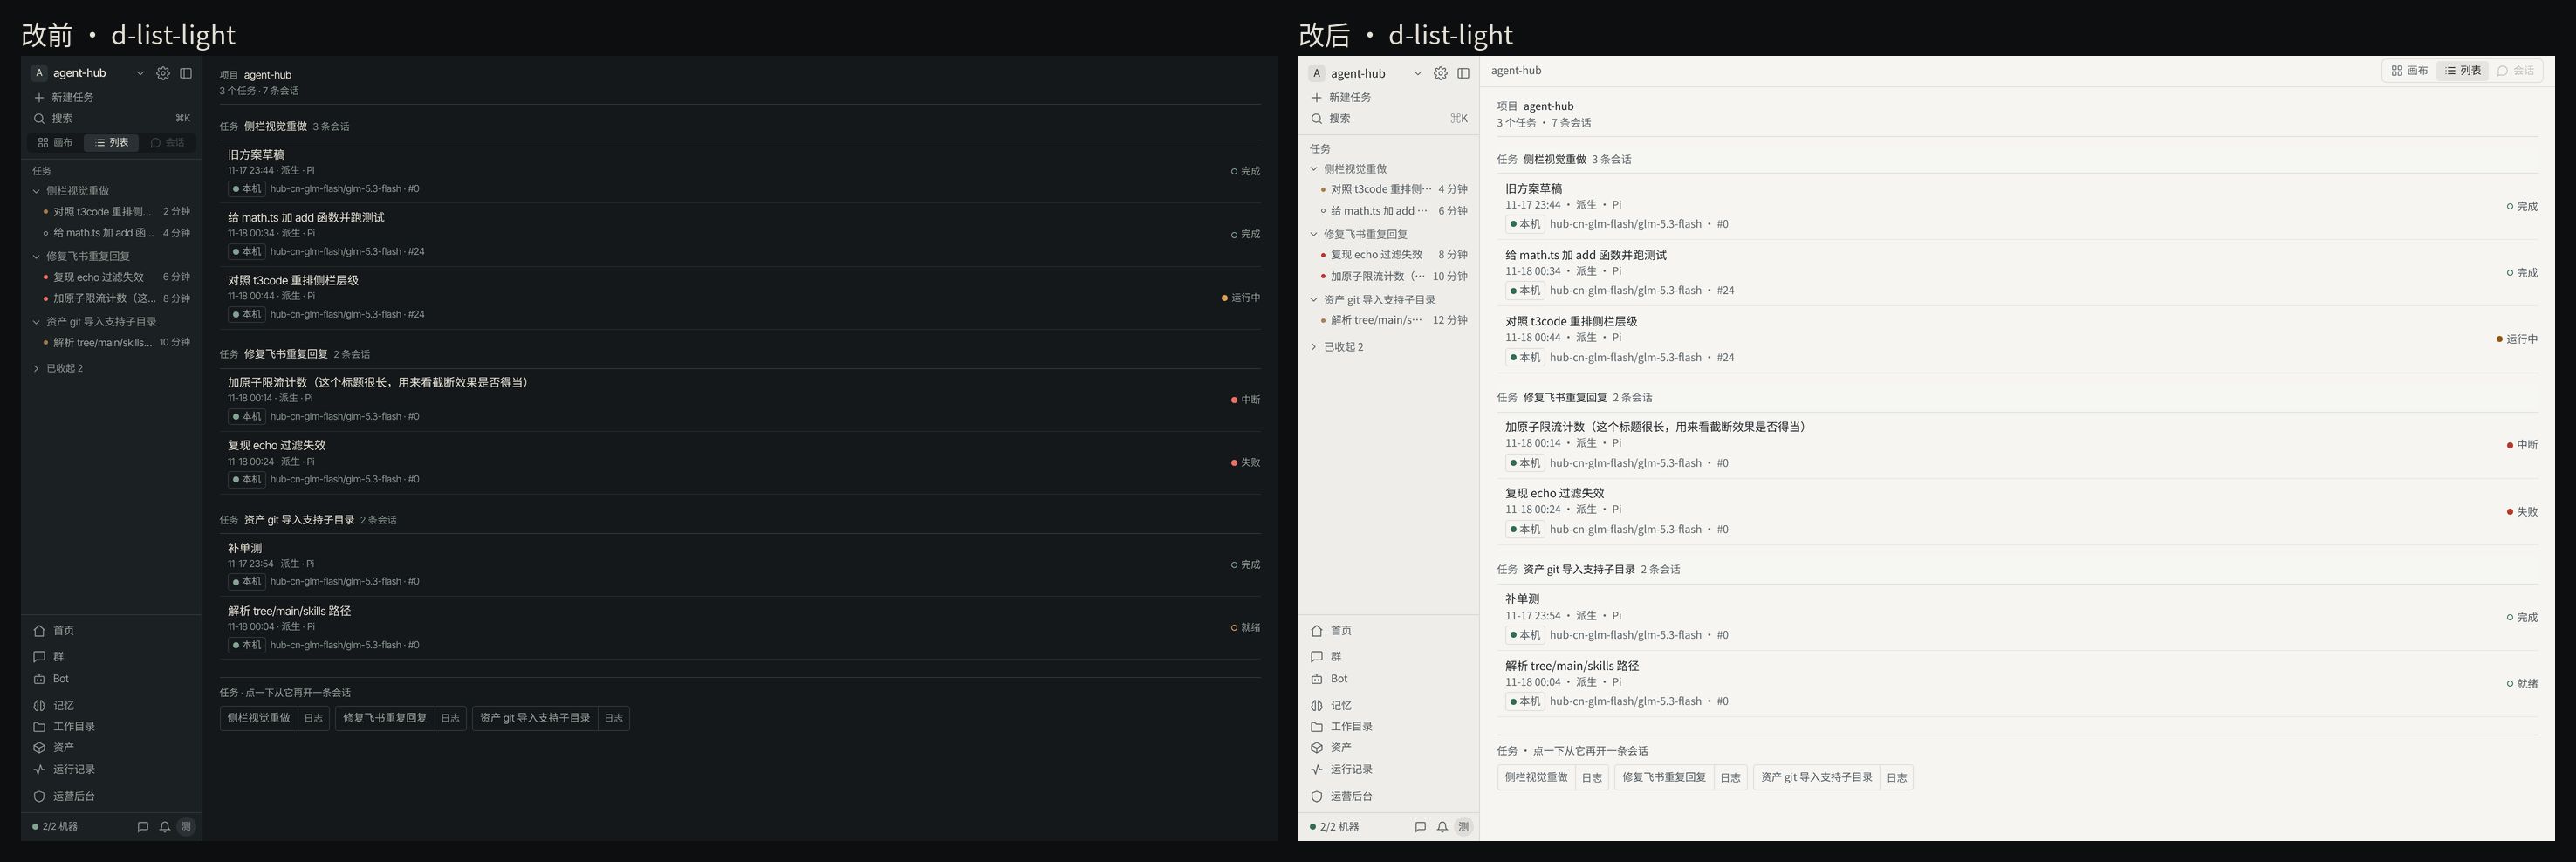 改前 · d-list-light
A agent-hub
新建任务
搜索 ⌘K
画布 列表 会话
任务
侧栏视觉重做
对照 t3code 重排侧... 2 分钟
给 math.ts 加 add 函... 4 分钟
修复飞书重复回复
复现 echo 过滤失效 6 分钟
加原子限流计数（这... 8 分钟
资产 git 导入支持子目录
解析 tree/main/skills... 10 分钟
已收起 2
首页
群
Bot
记忆
工作目录
资产
运行记录
运营后台
2/2 机器 测
项目 agent-hub
3 个任务 · 7 条会话
任务 侧栏视觉重做 3 条会话
旧方案草稿
11-17 23:44 · 派生 · Pi
本机 hub-cn-glm-flash/glm-5.3-flash · #0
完成
给 math.ts 加 add 函数并跑测试
11-18 00:34 · 派生 · Pi
本机 hub-cn-glm-flash/glm-5.3-flash · #24
完成
对照 t3code 重排侧栏层级
11-18 00:44 · 派生 · Pi
本机 hub-cn-glm-flash/glm-5.3-flash · #24
运行中
任务 修复飞书重复回复 2 条会话
加原子限流计数（这个标题很长，用来看截断效果是否得当）
11-18 00:14 · 派生 · Pi
本机 hub-cn-glm-flash/glm-5.3-flash · #0
中断
复现 echo 过滤失效
11-18 00:24 · 派生 · Pi
本机 hub-cn-glm-flash/glm-5.3-flash · #0
失败
任务 资产 git 导入支持子目录 2 条会话
补单测
11-17 23:54 · 派生 · Pi
本机 hub-cn-glm-flash/glm-5.3-flash · #0
完成
解析 tree/main/skills 路径
11-18 00:04 · 派生 · Pi
本机 hub-cn-glm-flash/glm-5.3-flash · #0
就绪
任务 · 点一下从它再开一条会话
侧栏视觉重做 日志 修复飞书重复回复 日志 资产 git 导入支持子目录 日志
改后 · d-list-light
A agent-hub
新建任务
搜索 ⌘K
任务
侧栏视觉重做
对照 t3code 重排侧… 4 分钟
给 math.ts 加 add … 6 分钟
修复飞书重复回复
复现 echo 过滤失效 8 分钟
加原子限流计数（… 10 分钟
资产 git 导入支持子目录
解析 tree/main/s… 12 分钟
已收起 2
首页
群
Bot
记忆
工作目录
资产
运行记录
运营后台
2/2 机器 测
agent-hub 画布 列表 会话
项目 agent-hub
3 个任务 · 7 条会话
任务 侧栏视觉重做 3 条会话
旧方案草稿
11-17 23:44 · 派生 · Pi
本机 hub-cn-glm-flash/glm-5.3-flash · #0
完成
给 math.ts 加 add 函数并跑测试
11-18 00:34 · 派生 · Pi
本机 hub-cn-glm-flash/glm-5.3-flash · #24
完成
对照 t3code 重排侧栏层级
11-18 00:44 · 派生 · Pi
本机 hub-cn-glm-flash/glm-5.3-flash · #24
运行中
任务 修复飞书重复回复 2 条会话
加原子限流计数（这个标题很长，用来看截断效果是否得当）
11-18 00:14 · 派生 · Pi
本机 hub-cn-glm-flash/glm-5.3-flash · #0
中断
复现 echo 过滤失效
11-18 00:24 · 派生 · Pi
本机 hub-cn-glm-flash/glm-5.3-flash · #0
失败
任务 资产 git 导入支持子目录 2 条会话
补单测
11-17 23:54 · 派生 · Pi
本机 hub-cn-glm-flash/glm-5.3-flash · #0
完成
解析 tree/main/skills 路径
11-18 00:04 · 派生 · Pi
本机 hub-cn-glm-flash/glm-5.3-flash · #0
就绪
任务 · 点一下从它再开一条会话
侧栏视觉重做 日志 修复飞书重复回复 日志 资产 git 导入支持子目录 日志